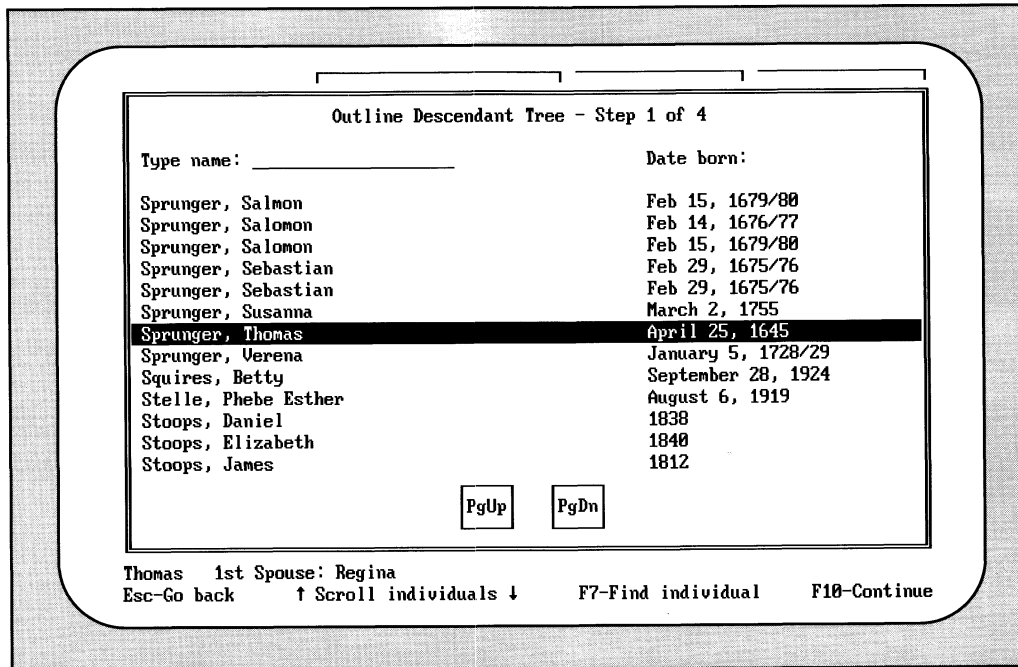 Outline Descendant Tree - Step 1 of 4
Type name: ____________________ Date born:
Sprunger, Salmon Feb 15, 1679/80
Sprunger, Salomon Feb 14, 1676/77
Sprunger, Salomon Feb 15, 1679/80
Sprunger, Sebastian Feb 29, 1675/76
Sprunger, Sebastian Feb 29, 1675/76
Sprunger, Susanna March 2, 1755
Sprunger, Thomas April 25, 1645
Sprunger, Verena January 5, 1728/29
Squires, Betty September 28, 1924
Stelle, Phebe Esther August 6, 1919
Stoops, Daniel 1838
Stoops, Elizabeth 1840
Stoops, James 1812
PgUp PgDn
Thomas 1st Spouse: Regina
Esc-Go back ↑ Scroll individuals ↓ F7-Find individual F10-Continue